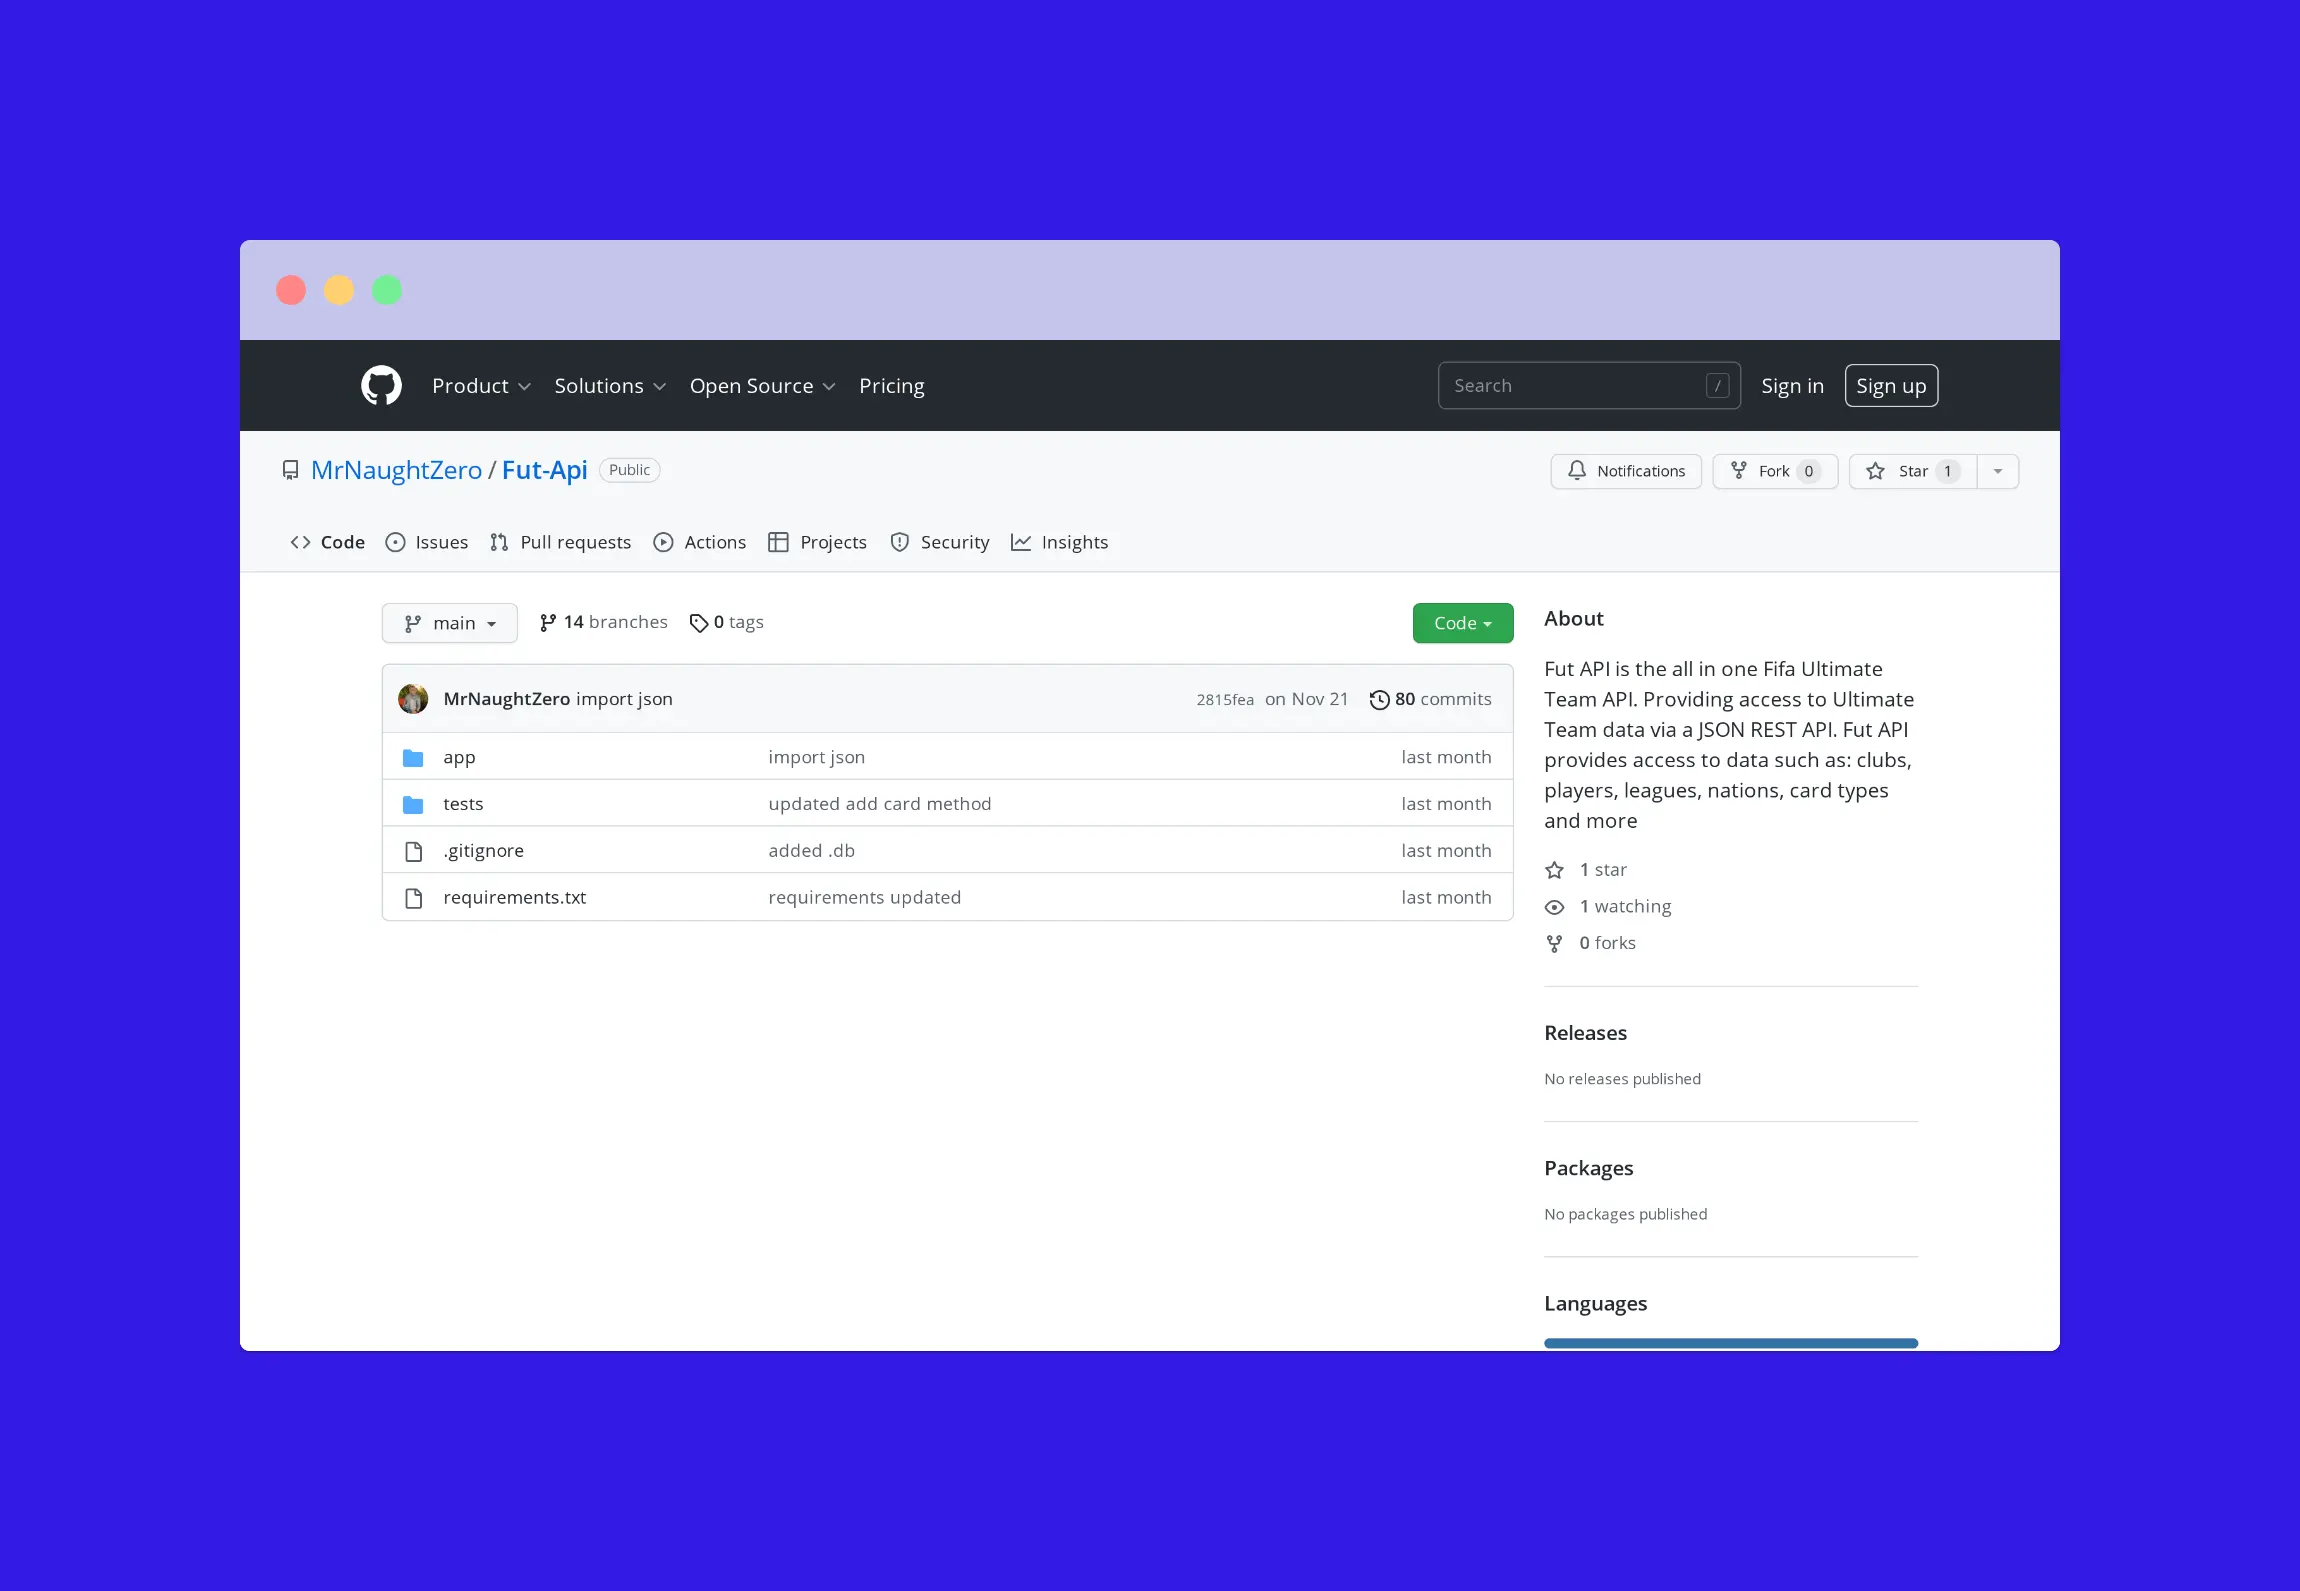 Product Solutions Open Source Pricing Search / Sign in Sign up
MrNaughtZero / Fut-Api Public Notifications Fork 0 Star 1
Code Issues Pull requests Actions Projects Security Insights
main 14 branches 0 tags Code
MrNaughtZero import json 2815fea on Nov 21 80 commits
app import json last month
tests updated add card method last month
.gitignore added .db last month
requirements.txt requirements updated last month
About
Fut API is the all in one Fifa Ultimate
Team API. Providing access to Ultimate
Team data via a JSON REST API. Fut API
provides access to data such as: clubs,
players, leagues, nations, card types
and more
1 star
1 watching
0 forks
Releases
No releases published
Packages
No packages published
Languages